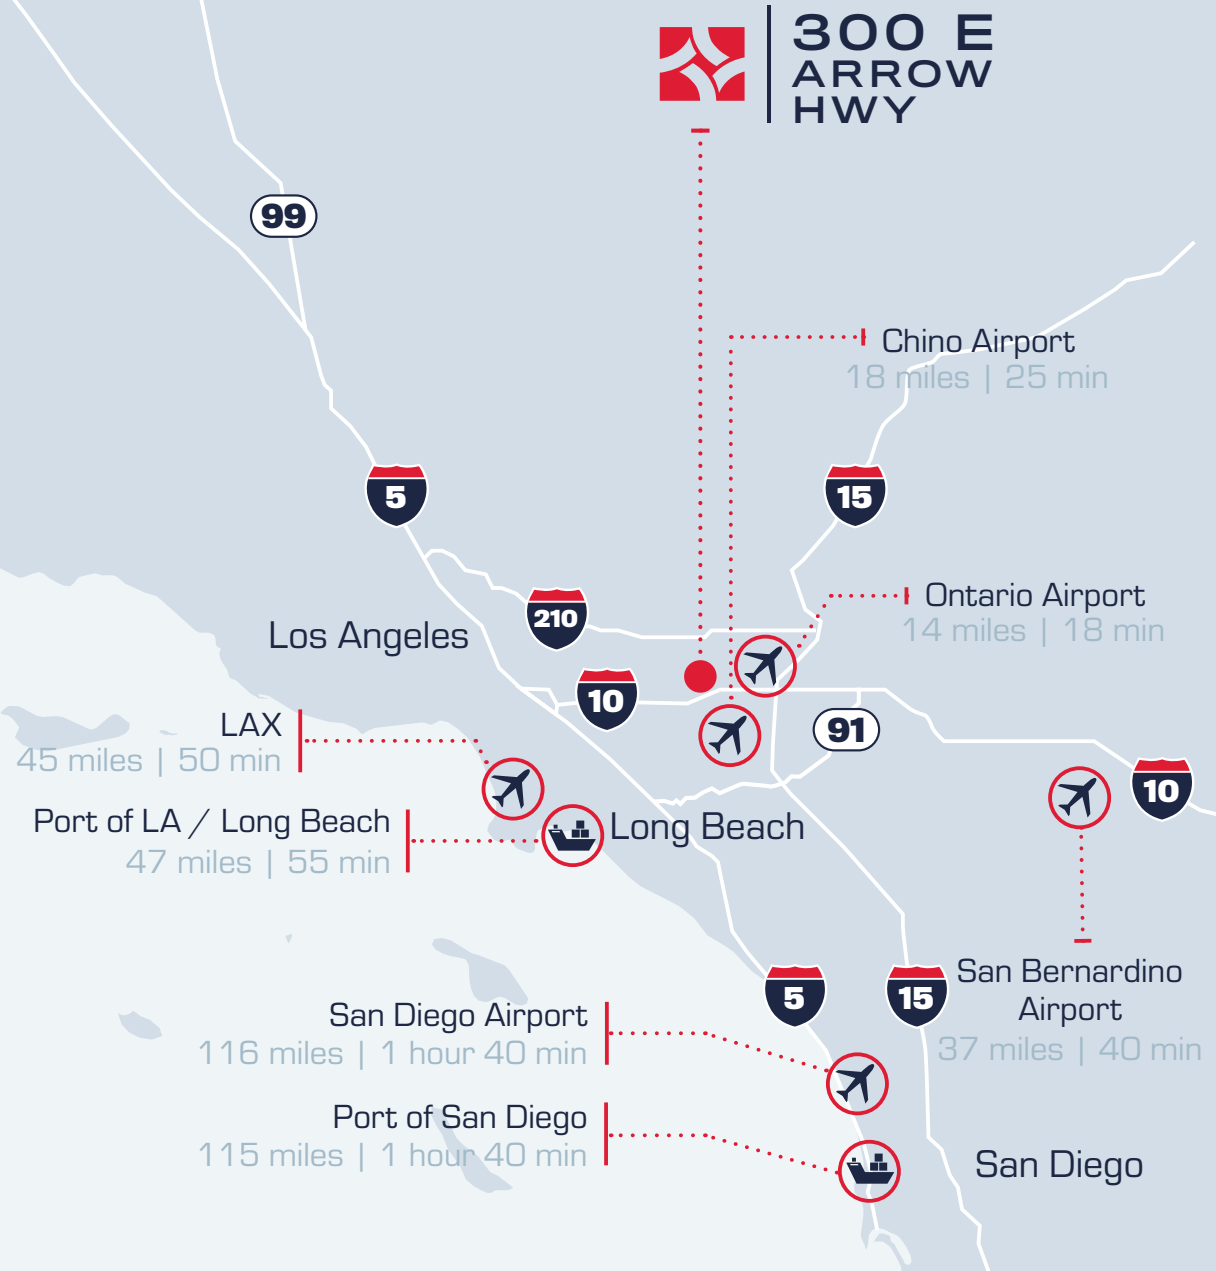 300 E
ARROW
HWY
99
Chino Airport
18 miles | 25 min
5
15
Ontario Airport
14 miles | 18 min
210
Los Angeles
10
LAX
45 miles | 50 min
91
10
Port of LA / Long Beach
47 miles | 55 min
Long Beach
5
15
San Bernardino
Airport
37 miles | 40 min
San Diego Airport
116 miles | 1 hour 40 min
Port of San Diego
115 miles | 1 hour 40 min
San Diego